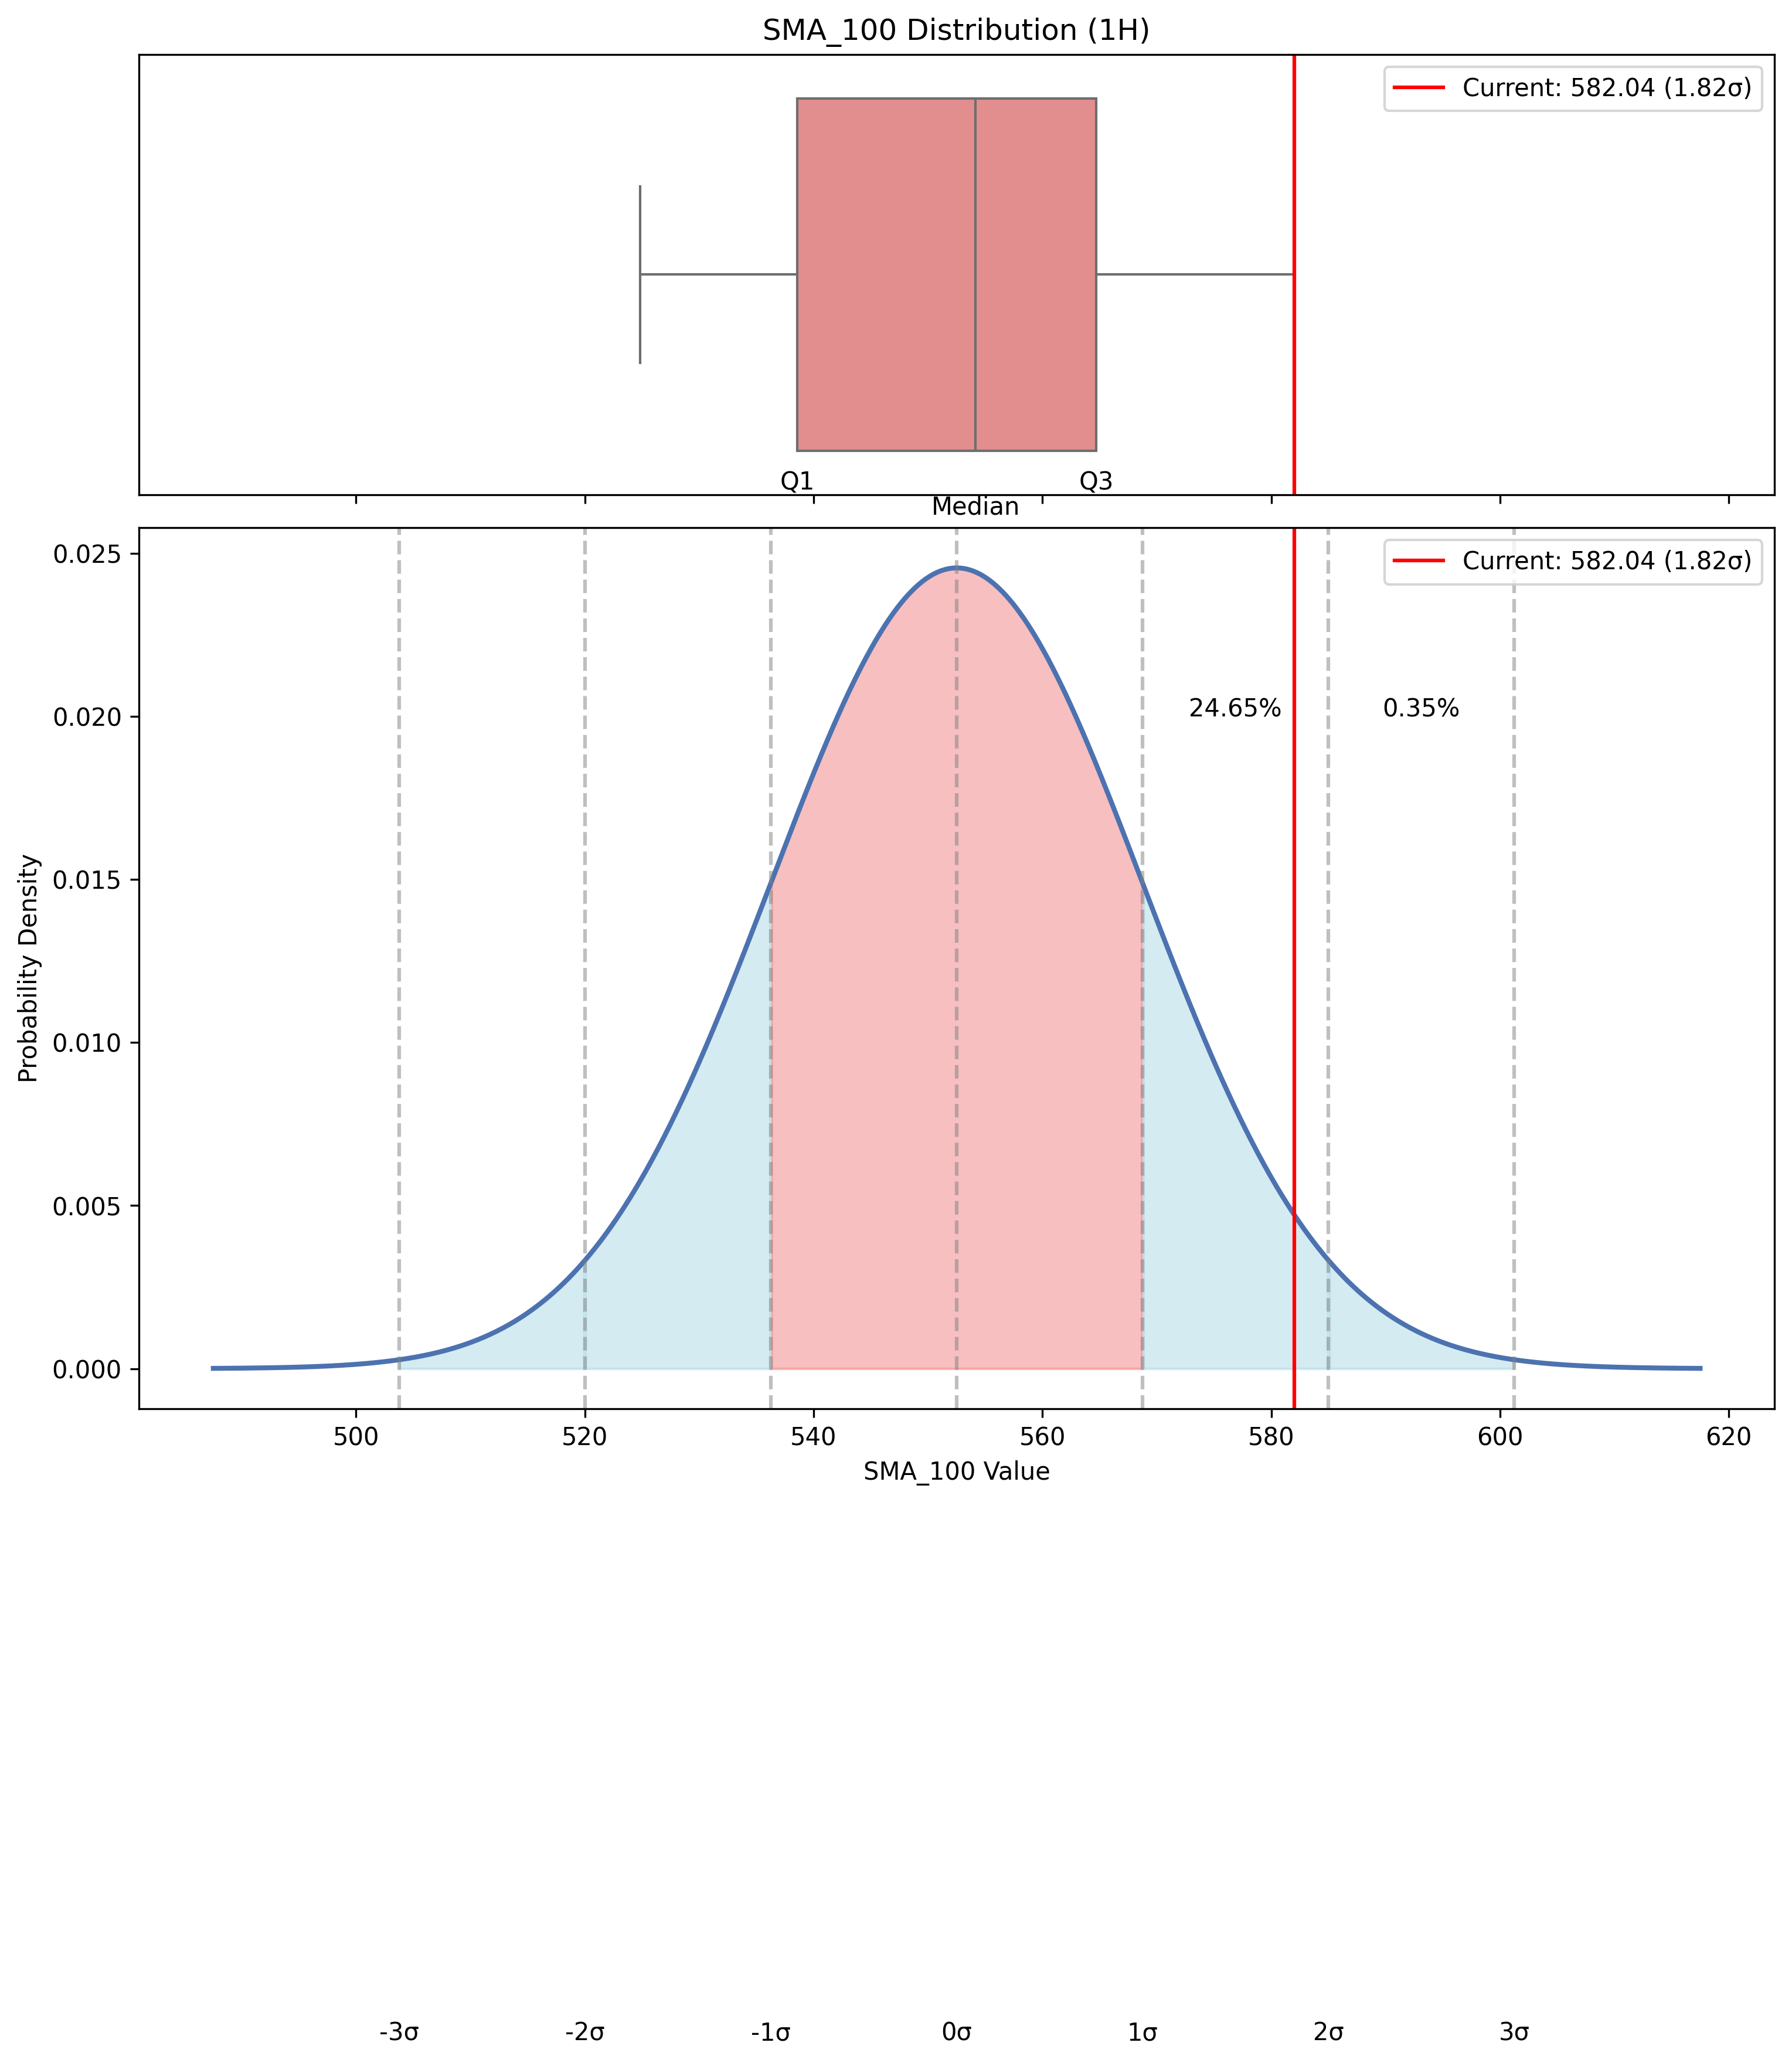 SMA_100 Distribution (1H)
Current: 582.04 (1.82σ)
Q1
Q3
Median
Current: 582.04 (1.82σ)
0.025
0.020
0.015
0.010
0.005
0.000
Probability Density
24.65%
0.35%
500 520 540 560 580 600 620
SMA_100 Value
-3σ -2σ -1σ 0σ 1σ 2σ 3σ